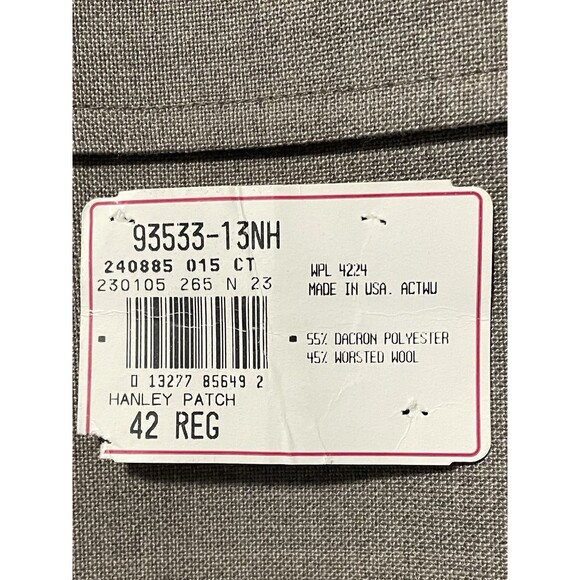 93533-13NH
240885 015 CT
230105 265 N 23
WPL 4224
MADE IN USA. ACTWU
55% DACRON POLYESTER
45% WORSTED WOOL
0 13277 85649 2
HANLEY PATCH
42 REG